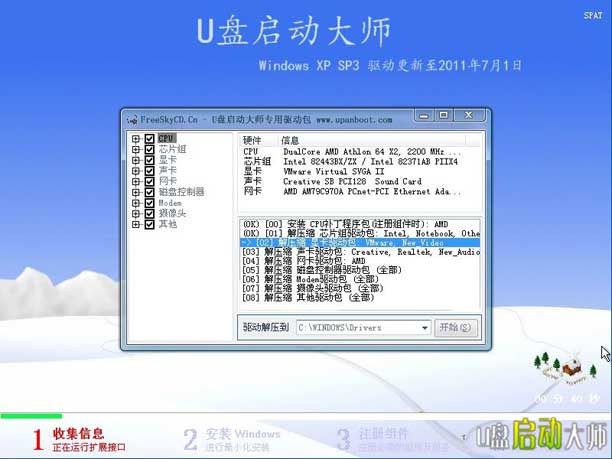 SPAT
U盘启动大师
Windows XP SP3 驱动更新至2011年7月1日
FreeSkyCD.Cn - U盘启动大师专用驱动包 www.upanboot.com
CPU
芯片组
显卡
声卡
网卡
磁盘控制器
Modem
摄像头
其他
硬件 信息
CPU DualCore AMD Athlon 64 X2, 2200 MHz ...
芯片组 Intel 82443BX/ZX / Intel 82371AB PIIX4
显卡 VMware Virtual SVGA II
声卡 Creative SB PCI128 Sound Card
网卡 AMD AM79C970A PCnet-PCI Ethernet Ada...
(OK) [00] 安装 CPU补丁程序包(注册组件时): AMD
(OK) [01] 解压缩 芯片组驱动包: Intel, Notebook, Othe
-> [02] 解压缩 显卡驱动包: VMware, New Video
[03] 解压缩 声卡驱动包: Creative, Realtek, New_Audio
[04] 解压缩 网卡驱动包: AMD
[05] 解压缩 磁盘控制器驱动包 (全部)
[06] 解压缩 Modem驱动包 (全部)
[07] 解压缩 摄像头驱动包 (全部)
[08] 解压缩 其他驱动包 (全部)
驱动解压到 C:\WINDOWS\Drivers 开始(S)
00 分 40 秒
1 收集信息
正在运行扩展接口
2 安装 Windows
进行最小化安装
3 注册组件
U盘启动大师